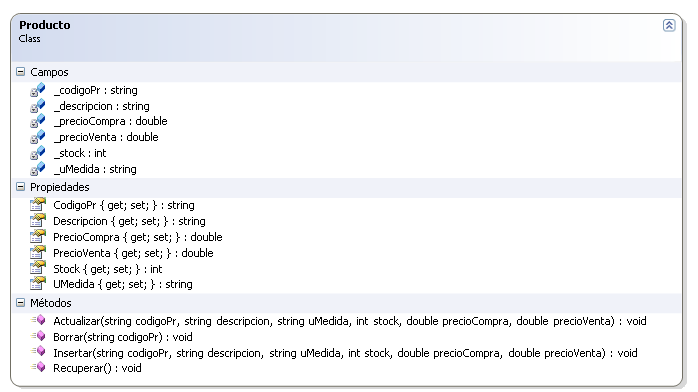 Producto
Class
Campos
_codigoPr : string
_descripcion : string
_precioCompra : double
_precioVenta : double
_stock : int
_uMedida : string
Propiedades
CodigoPr { get; set; } : string
Descripcion { get; set; } : string
PrecioCompra { get; set; } : double
PrecioVenta { get; set; } : double
Stock { get; set; } : int
UMedida { get; set; } : string
Métodos
Actualizar(string codigoPr, string descripcion, string uMedida, int stock, double precioCompra, double precioVenta) : void
Borrar(string codigoPr) : void
Insertar(string codigoPr, string descripcion, string uMedida, int stock, double precioCompra, double precioVenta) : void
Recuperar() : void